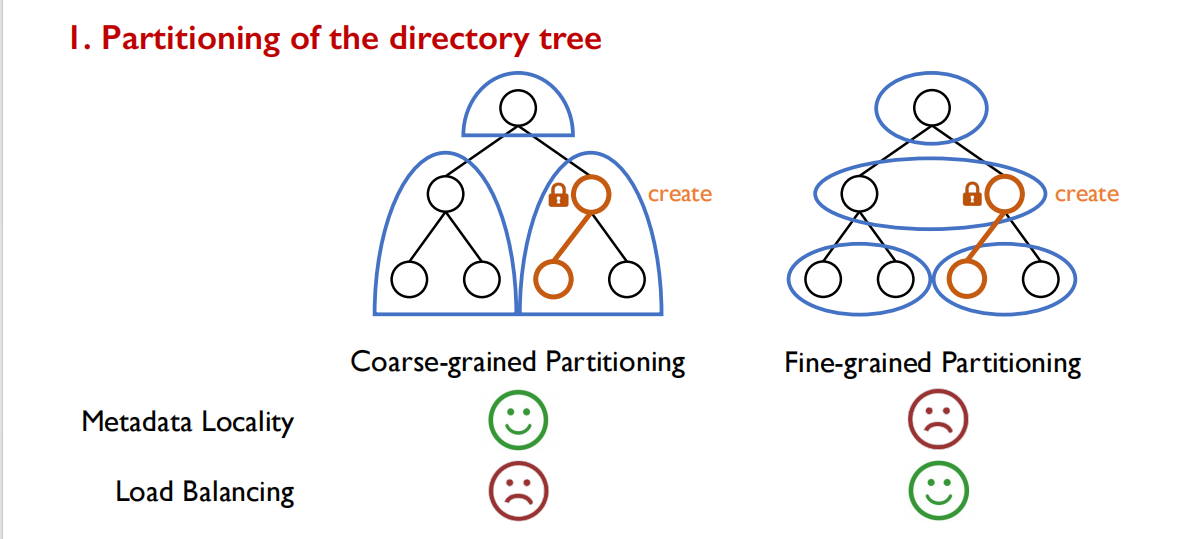 1. Partitioning of the directory tree
create
create
Coarse-grained Partitioning
Fine-grained Partitioning
Metadata Locality
Load Balancing